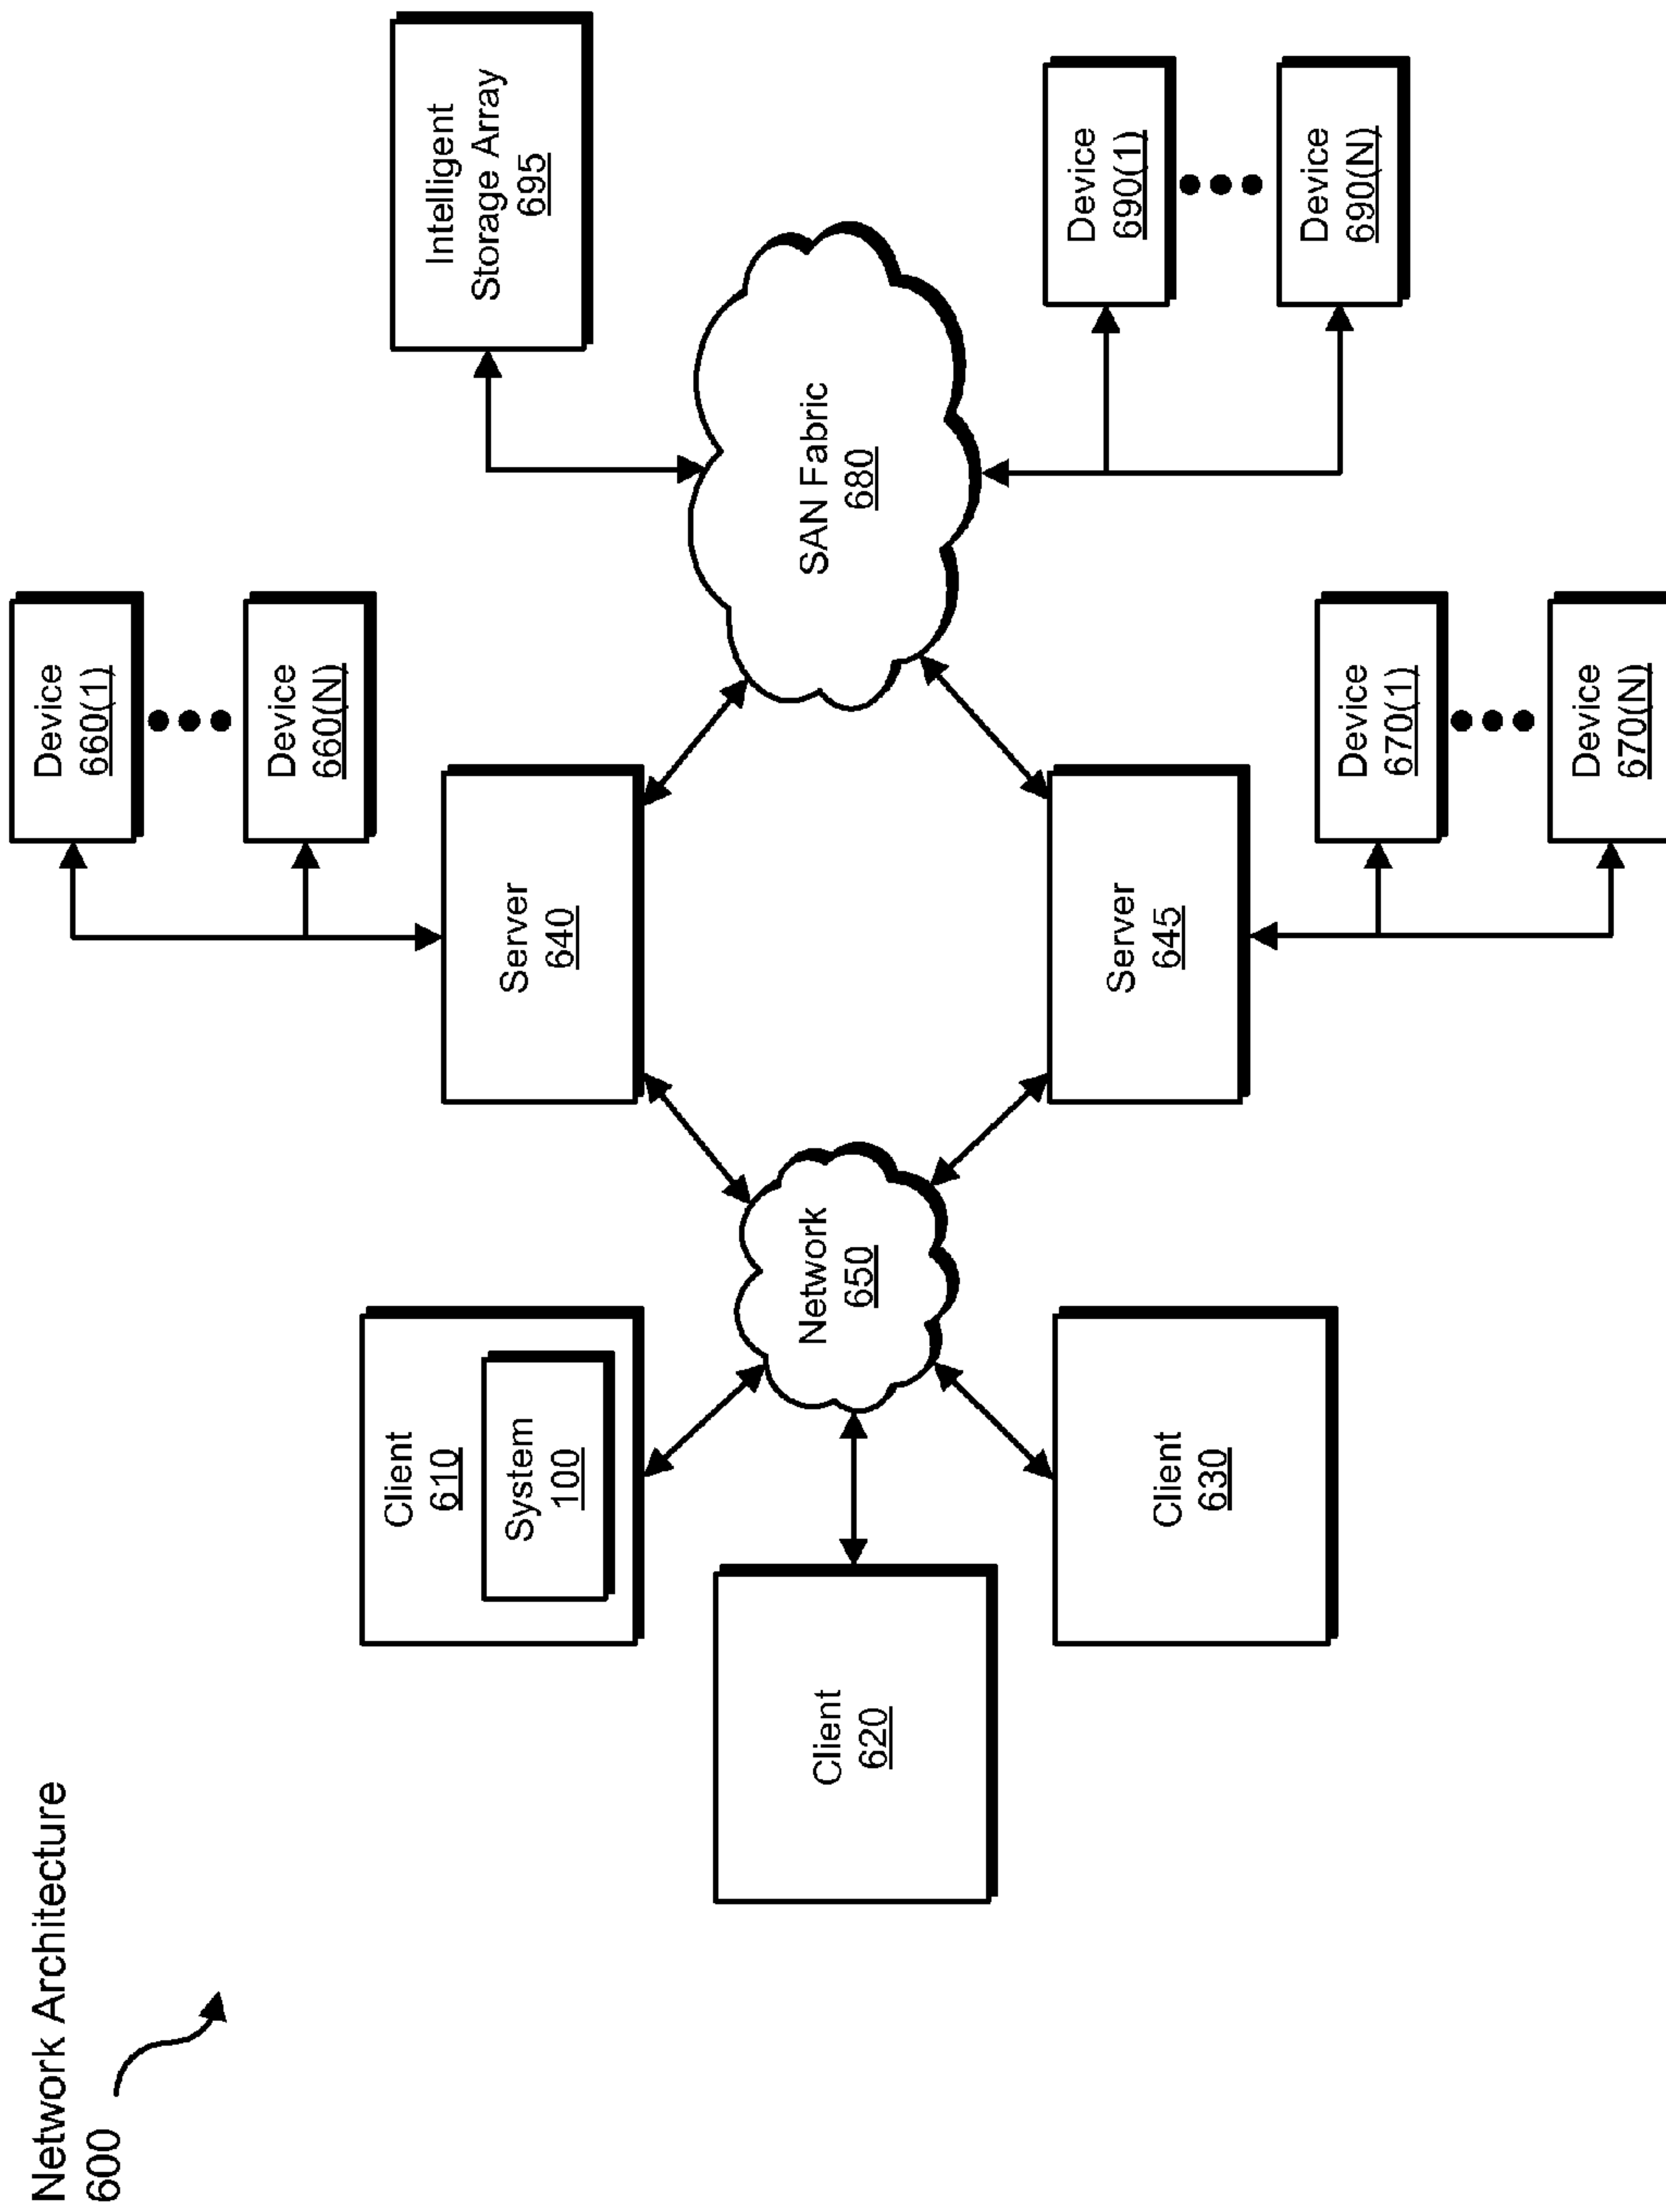 Network Architecture
600
Device
660(1)
Device
660(N)
Intelligent
Storage Array
695
Client
610
System
100
Server
640
Client
620
Network
650
SAN Fabric
680
Device
690(1)
Device
690(N)
Client
630
Server
645
Device
670(1)
Device
670(N)